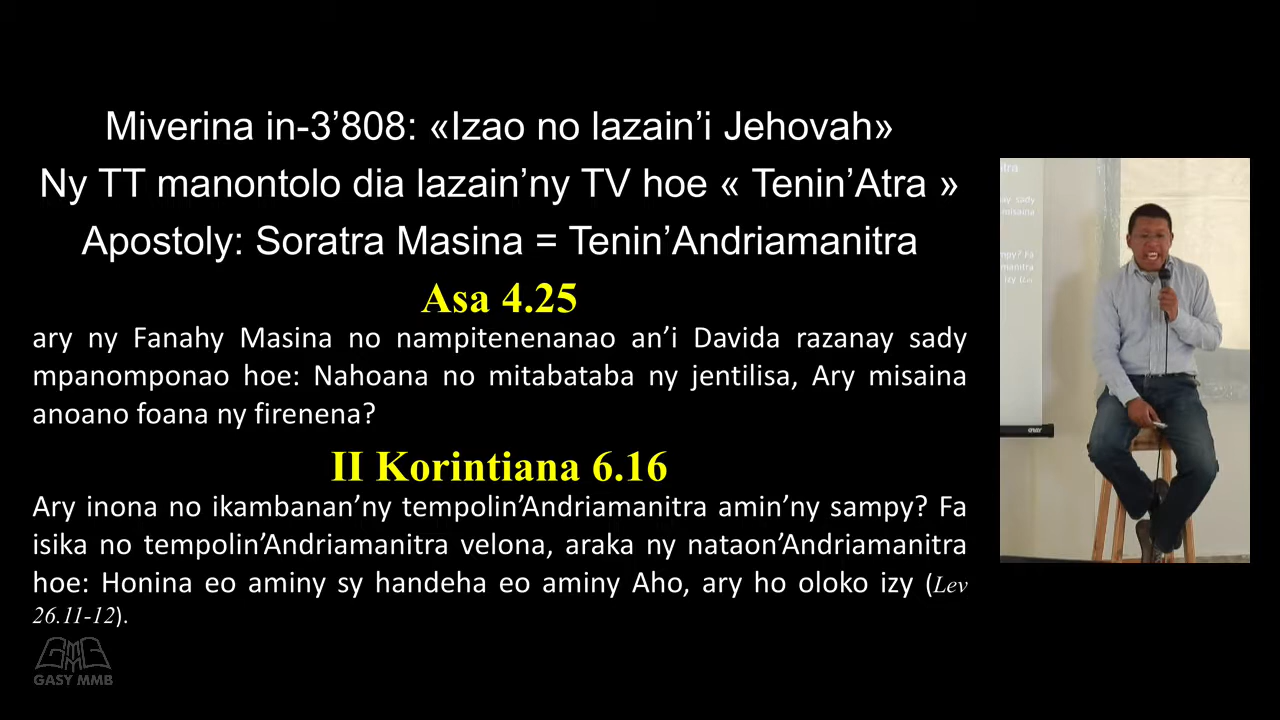 Miverina in-3’808: «Izao no lazain’i Jehovah»
Ny TT manontolo dia lazain’ny TV hoe « Tenin’Atra »
Apostoly: Soratra Masina = Tenin’Andriamanitra
Asa 4.25
ary ny Fanahy Masina no nampitenenanao an’i Davida razanay sady
mpanomponao hoe: Nahoana no mitabataba ny jentilisa, Ary misaina
anoano foana ny firenena?
II Korintiana 6.16
Ary inona no ikambanan’ny tempolin’Andriamanitra amin’ny sampy? Fa
isika no tempolin’Andriamanitra velona, araka ny nataon’Andriamanitra
hoe: Honina eo aminy sy handeha eo aminy Aho, ary ho oloko izy (Lev
26.11-12).
GASY MMB